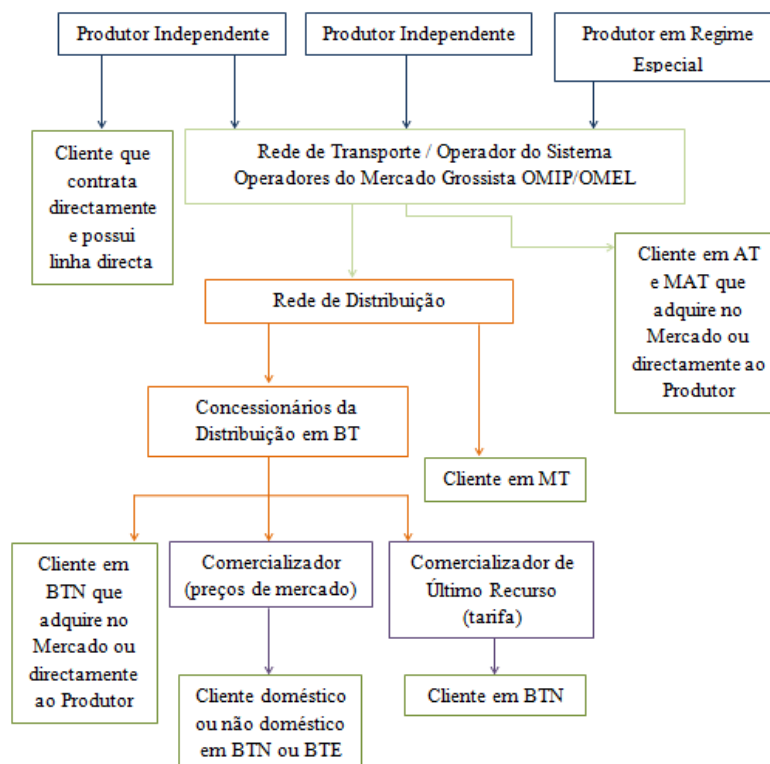 Produtor Independente
Produtor Independente
Produtor em Regime
Especial
Cliente que
contrata
directamente
e possui
linha directa
Rede de Transporte / Operador do Sistema
Operadores do Mercado Grossista OMIP/OMEL
Cliente em AT
e MAT que
adquire no
Mercado ou
directamente ao
Produtor
Rede de Distribuição
Concessionários da
Distribuição em BT
Cliente em MT
Cliente em
BTN que
adquire no
Mercado ou
directamente
ao Produtor
Comercializador
(preços de mercado)
Comercializador de
Último Recurso
(tarifa)
Cliente doméstico
ou não doméstico
em BTN ou BTE
Cliente em BTN